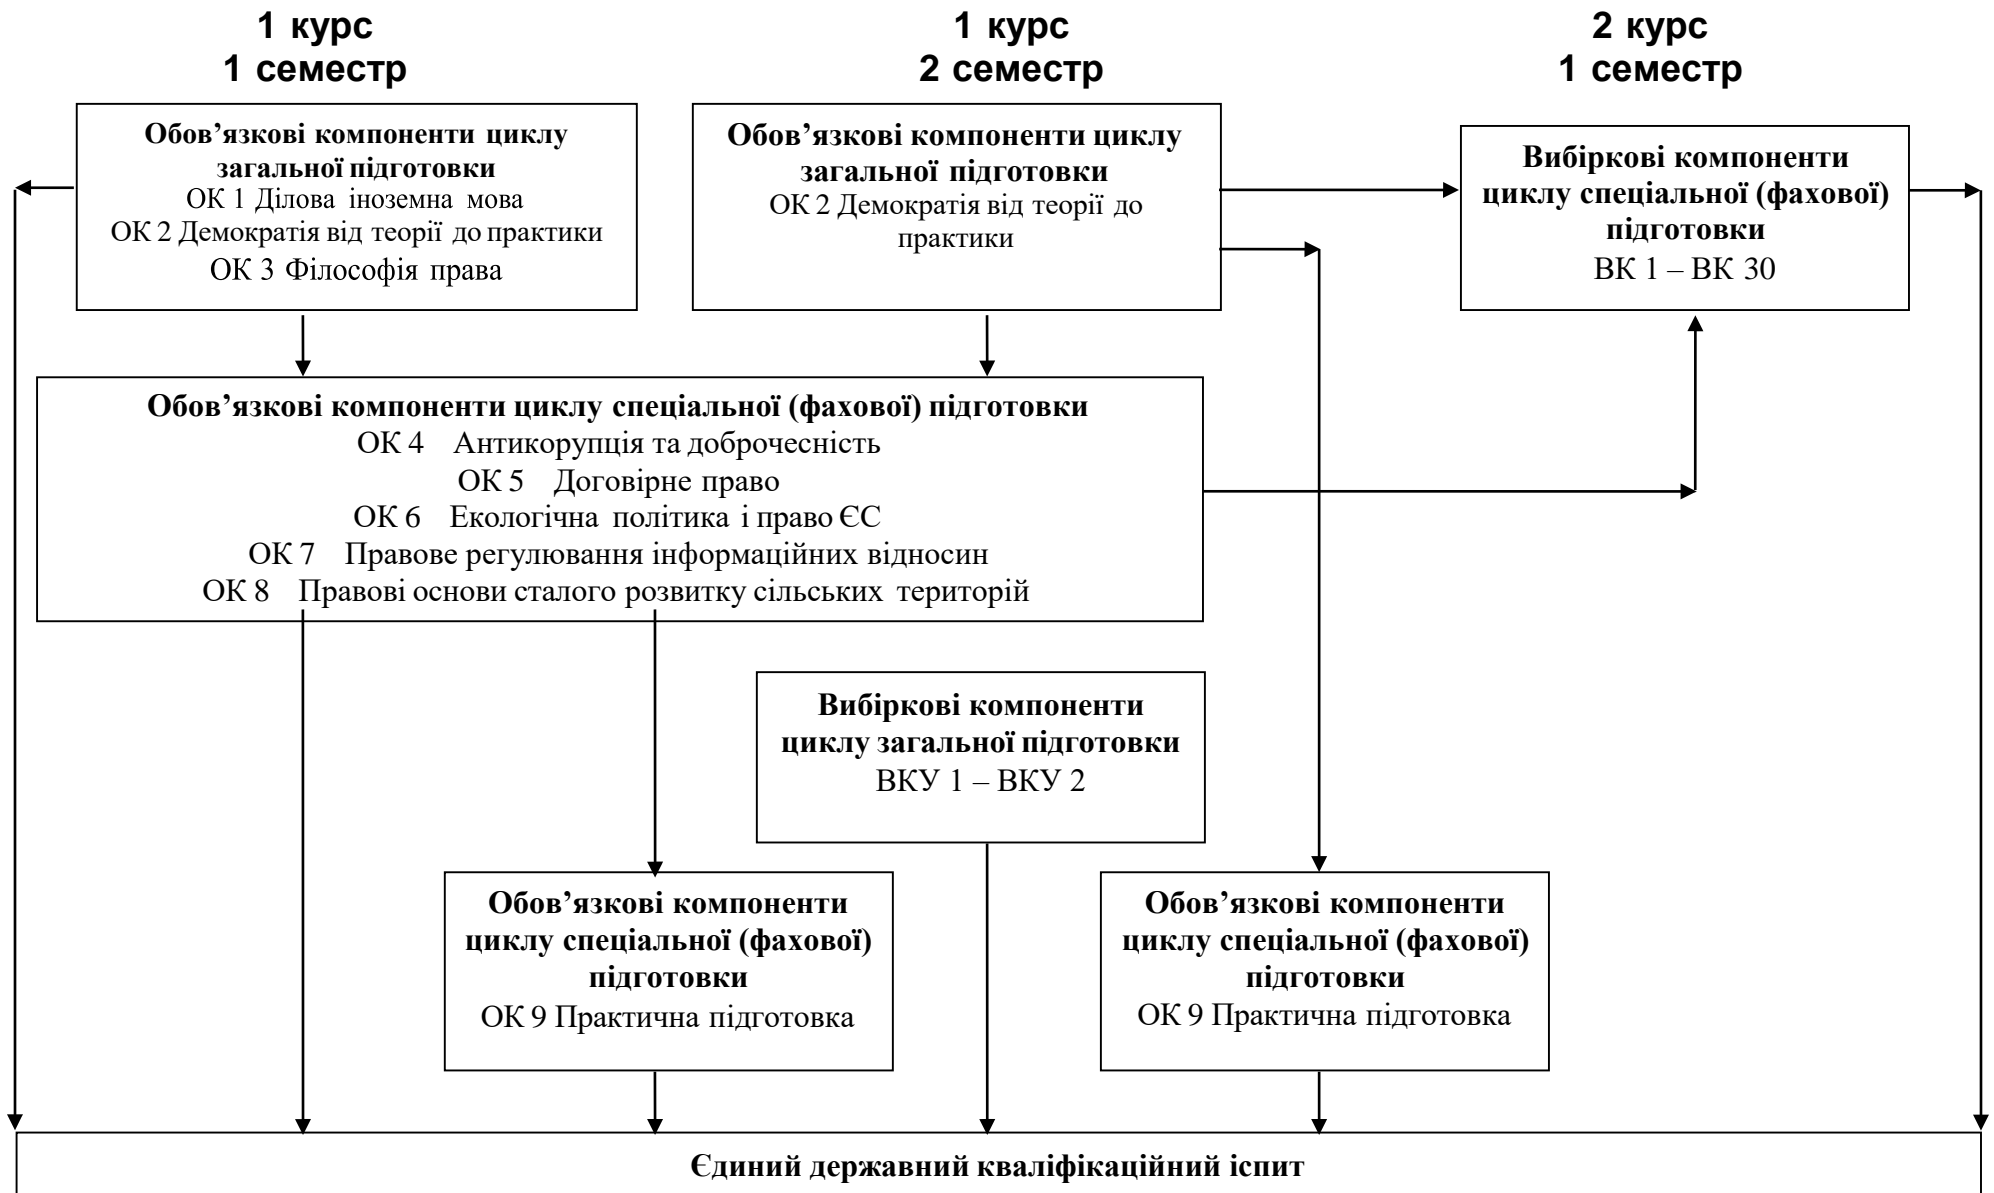 1 курс
1 семестр
1 курс
2 семестр
2 курс
1 семестр
Обов’язкові компоненти циклу
загальної підготовки
ОК 1 Ділова іноземна мова
ОК 2 Демократія від теорії до практики
ОК 3 Філософія права
Обов’язкові компоненти циклу
загальної підготовки
ОК 2 Демократія від теорії до
практики
Вибіркові компоненти
циклу спеціальної (фахової)
підготовки
ВК 1 – ВК 30
Обов’язкові компоненти циклу спеціальної (фахової) підготовки
ОК 4 Антикорупція та доброчесність
ОК 5 Договірне право
ОК 6 Екологічна політика і право ЄС
ОК 7 Правове регулювання інформаційних відносин
ОК 8 Правові основи сталого розвитку сільських територій
Вибіркові компоненти
циклу загальної підготовки
ВКУ 1 – ВКУ 2
Обов’язкові компоненти
циклу спеціальної (фахової)
підготовки
ОК 9 Практична підготовка
Обов’язкові компоненти
циклу спеціальної (фахової)
підготовки
ОК 9 Практична підготовка
Єдиний державний кваліфікаційний іспит